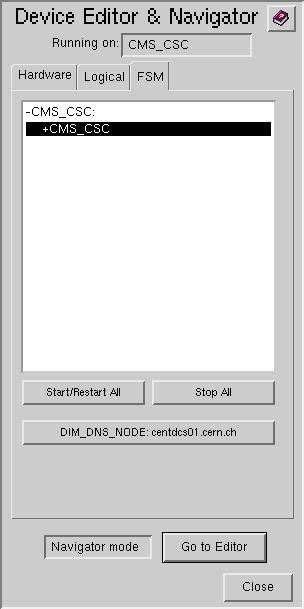 Device Editor & Navigator
Running on: CMS_CSC
Hardware Logical FSM
-CMS_CSC:
+CMS_CSC
Start/Restart All Stop All
DIM_DNS_NODE: centdcs01.cern.ch
Navigator mode Go to Editor
Close